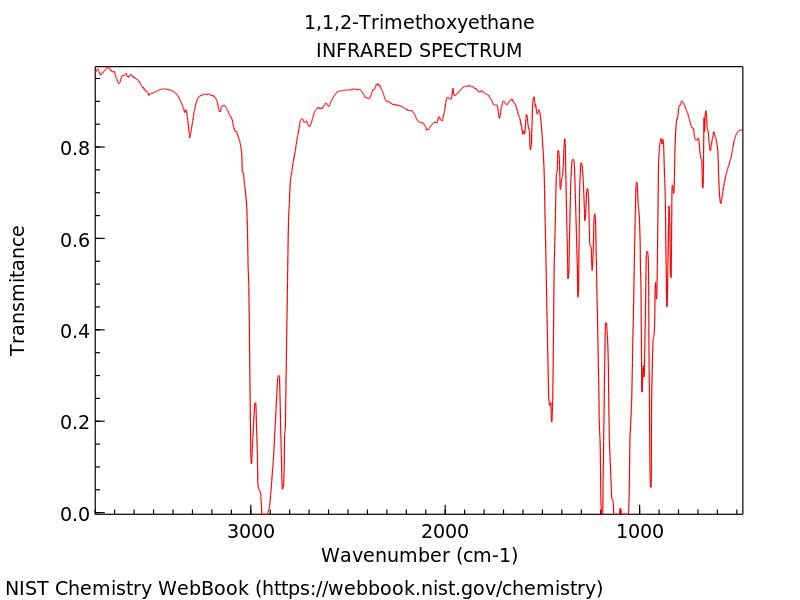 1,1,2-Trimethoxyethane
INFRARED SPECTRUM
Transmitance
0.8
0.6
0.4
0.2
0.0
3000
2000
1000
Wavenumber (cm-1)
NIST Chemistry WebBook (https://webbook.nist.gov/chemistry)